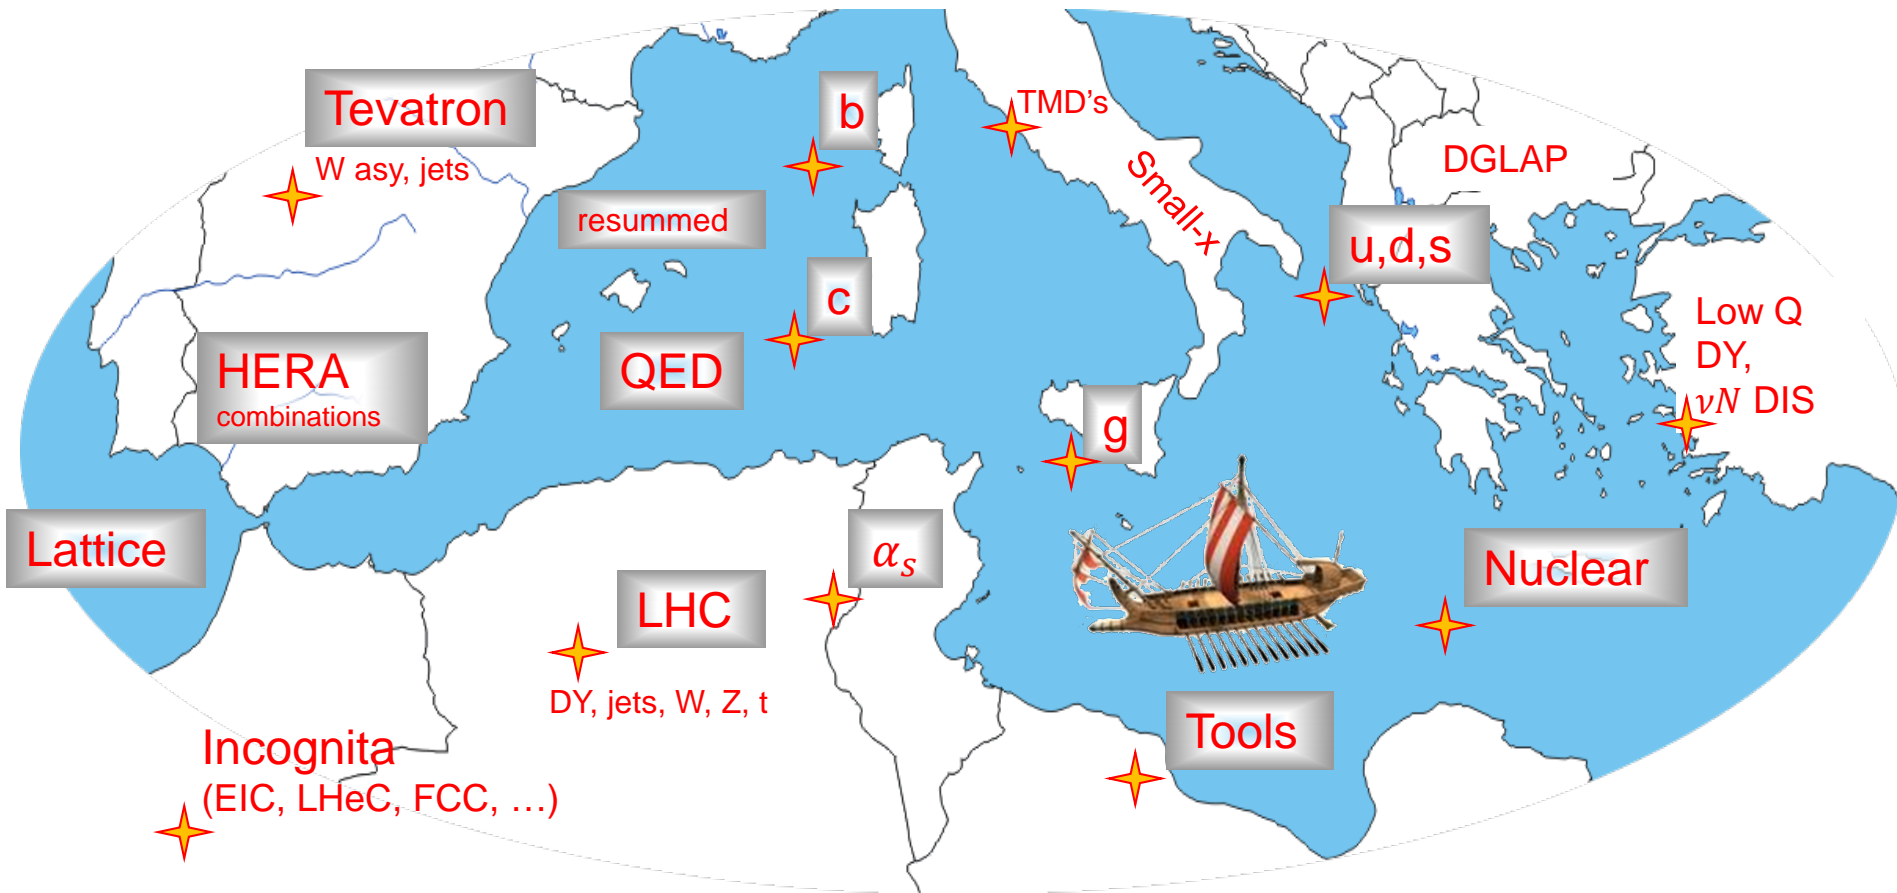 Tevatron
W asy, jets
b
TMD's
DGLAP
Small-x
resummed
u,d,s
c
HERA
combinations
QED
Low Q
DY,
νN DIS
g
Lattice
αₛ
Nuclear
LHC
DY, jets, W, Z, t
Tools
Incognita
(EIC, LHeC, FCC, …)